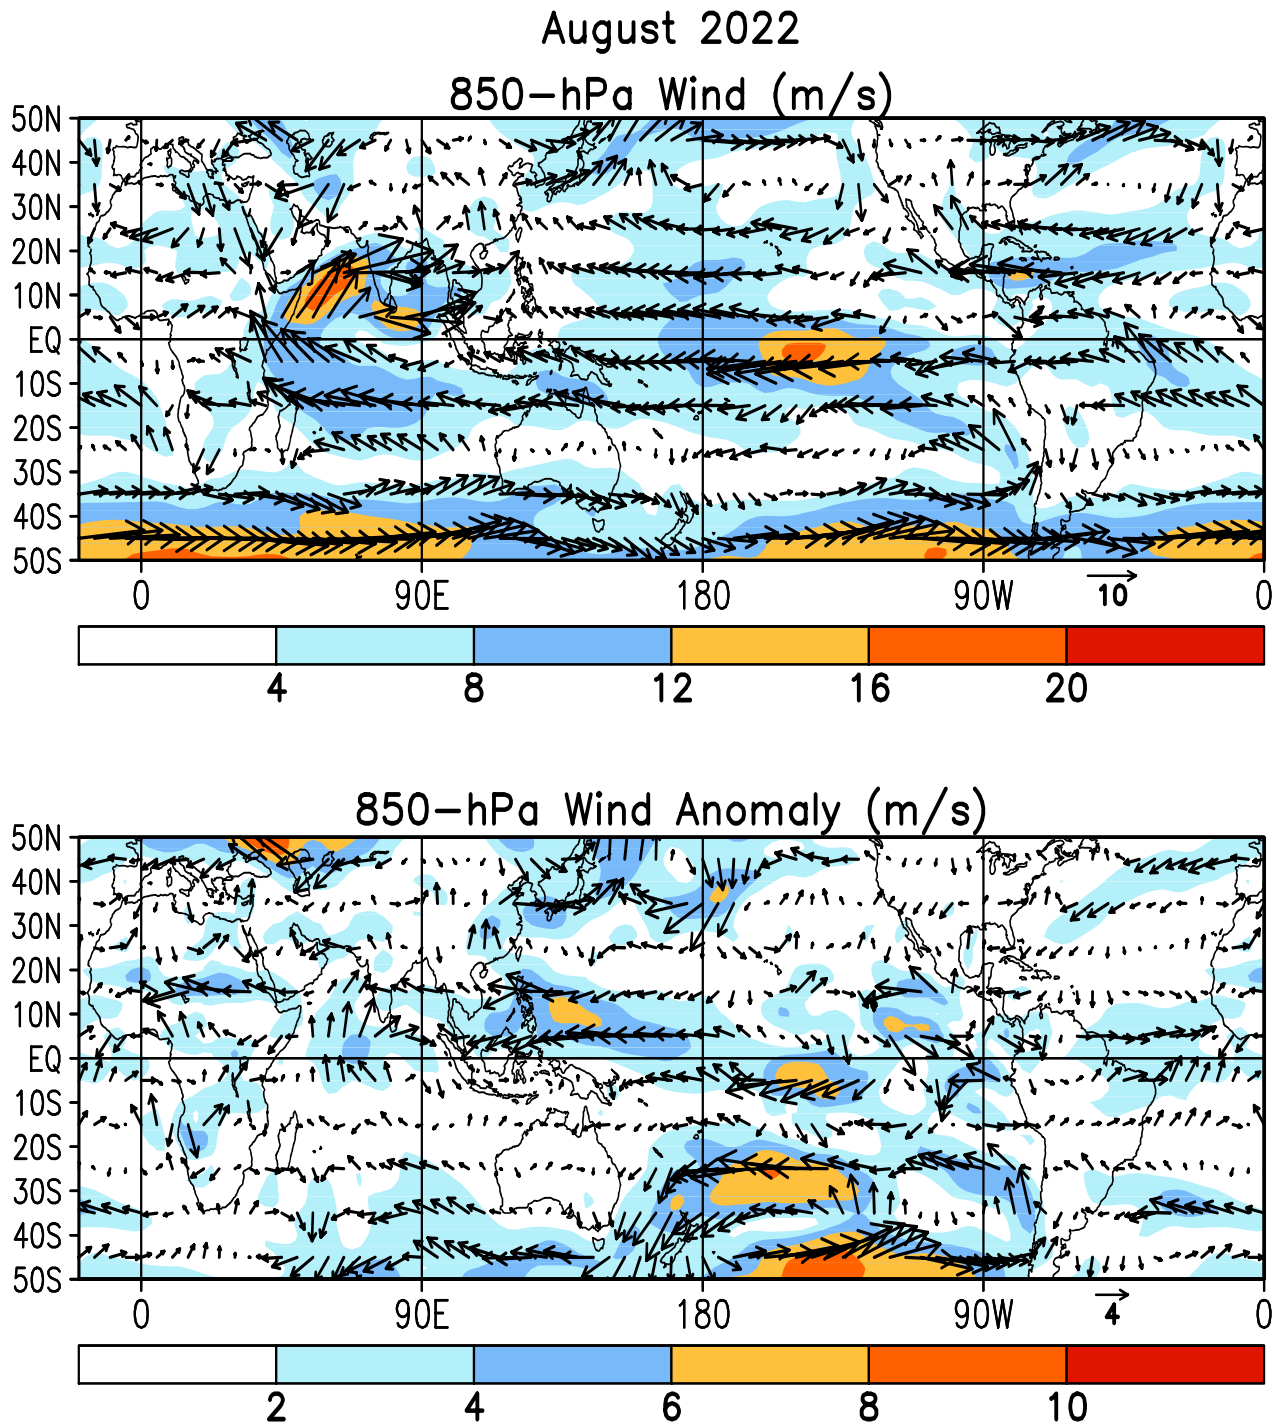 August 2022
850-hPa Wind (m/s)
50N
40N
30N
20N
10N
EQ
10S
20S
30S
40S
50S
0 90E 180 90W 0
10
4 8 12 16 20
850-hPa Wind Anomaly (m/s)
50N
40N
30N
20N
10N
EQ
10S
20S
30S
40S
50S
0 90E 180 90W 0
4
2 4 6 8 10